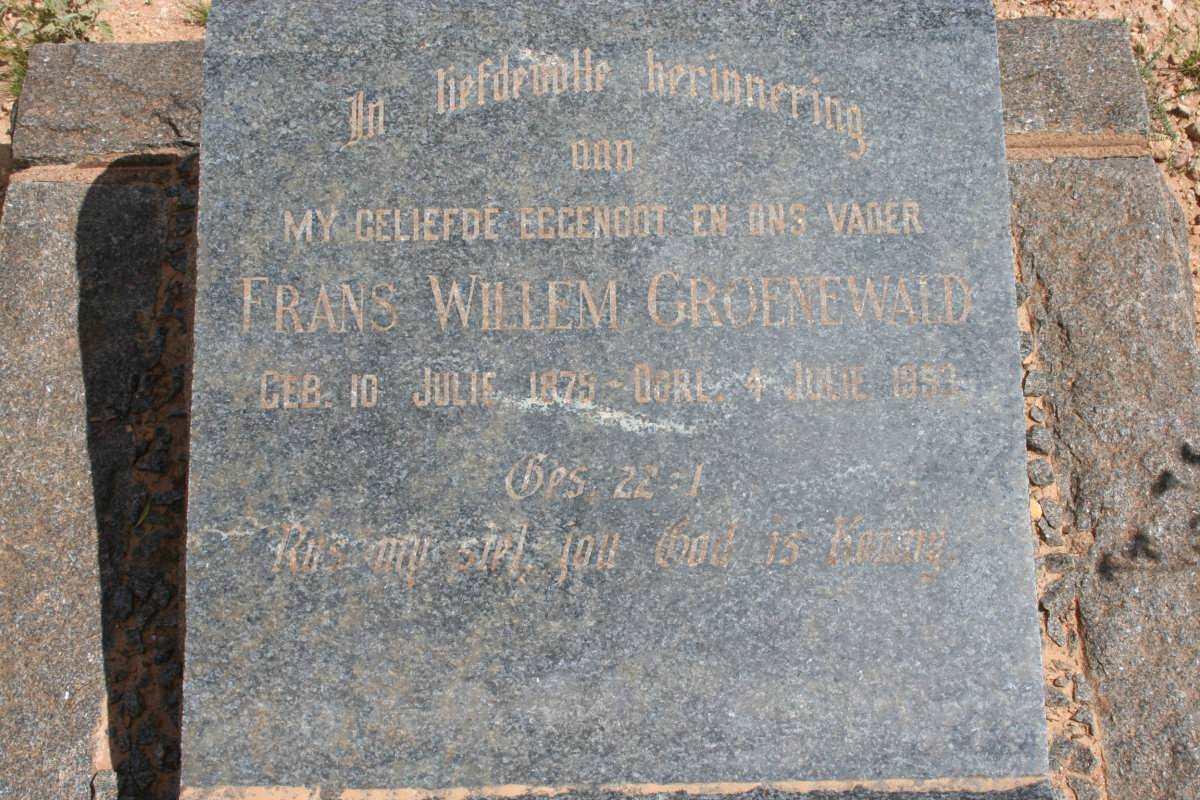 In liefdevolle herinnering
aan
MY GELIEFDE EGGENOOT EN ONS VADER
FRANS WILLEM GROENEWALD
GEB. 10 JULIE 1875 - OORL. 4 JULIE
Ges. 22 - 1
Rus my siel, jou God is Koning.